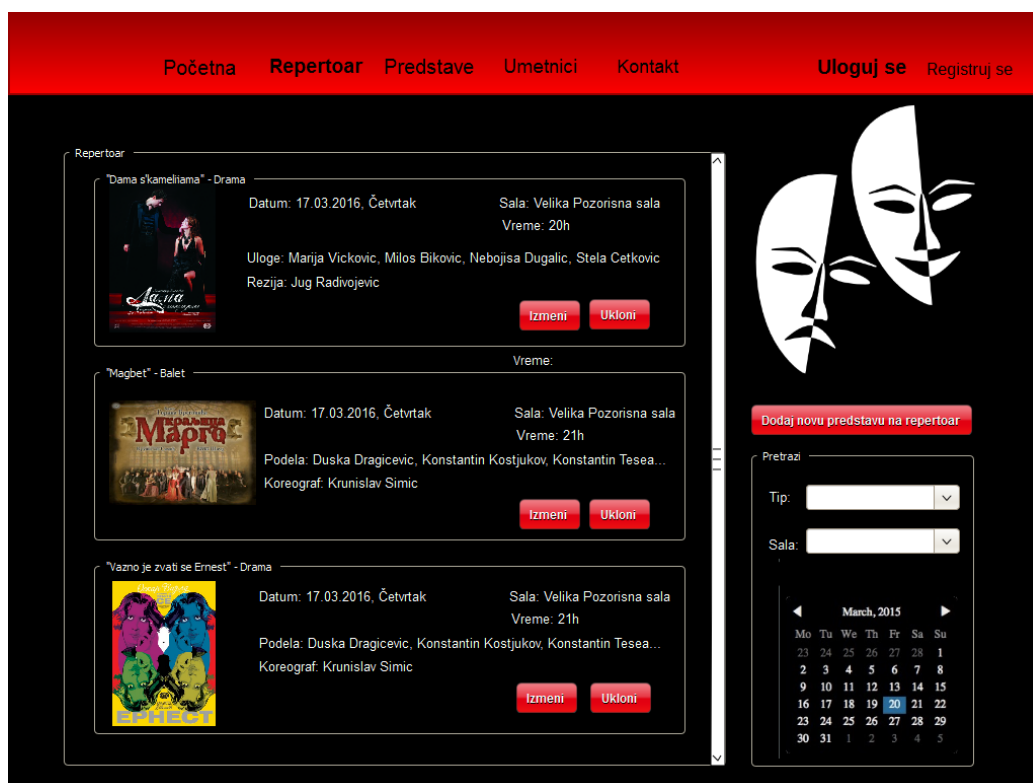 Početna Repertoar Predstave Umetnici Kontakt Uloguj se Registruj se
Repertoar
"Dama s'kamelijama" - Drama
Datum: 17.03.2016, Četvrtak Sala: Velika Pozorisna sala
Vreme: 20h
Uloge: Marija Vickovic, Milos Bikovic, Nebojisa Dugalic, Stela Cetkovic
Rezija: Jug Radivojevic
Дама
Izmeni Ukloni
Vreme:
"Magbet" - Balet
краљица
Марго
Datum: 17.03.2016, Četvrtak Sala: Velika Pozorisna sala
Vreme: 21h
Podela: Duska Dragicevic, Konstantin Kostjukov, Konstantin Tesea...
Koreograf: Krunislav Simic
Izmeni Ukloni
"Vazno je zvati se Ernest" - Drama
Datum: 17.03.2016, Četvrtak Sala: Velika Pozorisna sala
Vreme: 21h
Podela: Duska Dragicevic, Konstantin Kostjukov, Konstantin Tesea...
Koreograf: Krunislav Simic
ЕРНЕСТ
Izmeni Ukloni
Dodaj novu predstavu na repertoar
Pretrazi
Tip:
Sala:
March, 2015
Mo Tu We Th Fr Sa Su
23 24 25 26 27 28 1
2 3 4 5 6 7 8
9 10 11 12 13 14 15
16 17 18 19 20 21 22
23 24 25 26 27 28 29
30 31 1 2 3 4 5